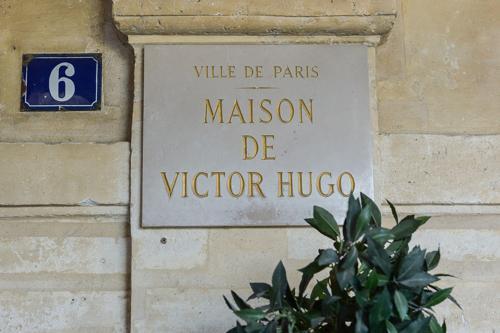 6
VILLE DE PARIS
MAISON
DE
VICTOR HUGO